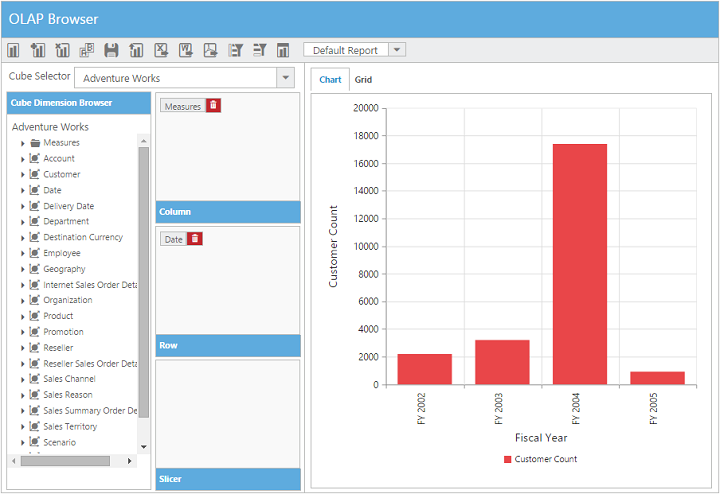 OLAP Browser
Default Report
Cube Selector
Adventure Works
Cube Dimension Browser
Adventure Works
Measures
Account
Customer
Date
Delivery Date
Department
Destination Currency
Employee
Geography
Internet Sales Order Deta
Organization
Product
Promotion
Reseller
Reseller Sales Order Deta
Sales Channel
Sales Reason
Sales Summary Order De
Sales Territory
Scenario
Measures
Column
Date
Row
Slicer
Chart
Grid
20000
18000
16000
14000
12000
10000
8000
6000
4000
2000
0
Customer Count
FY 2002
FY 2003
FY 2004
FY 2005
Fiscal Year
Customer Count